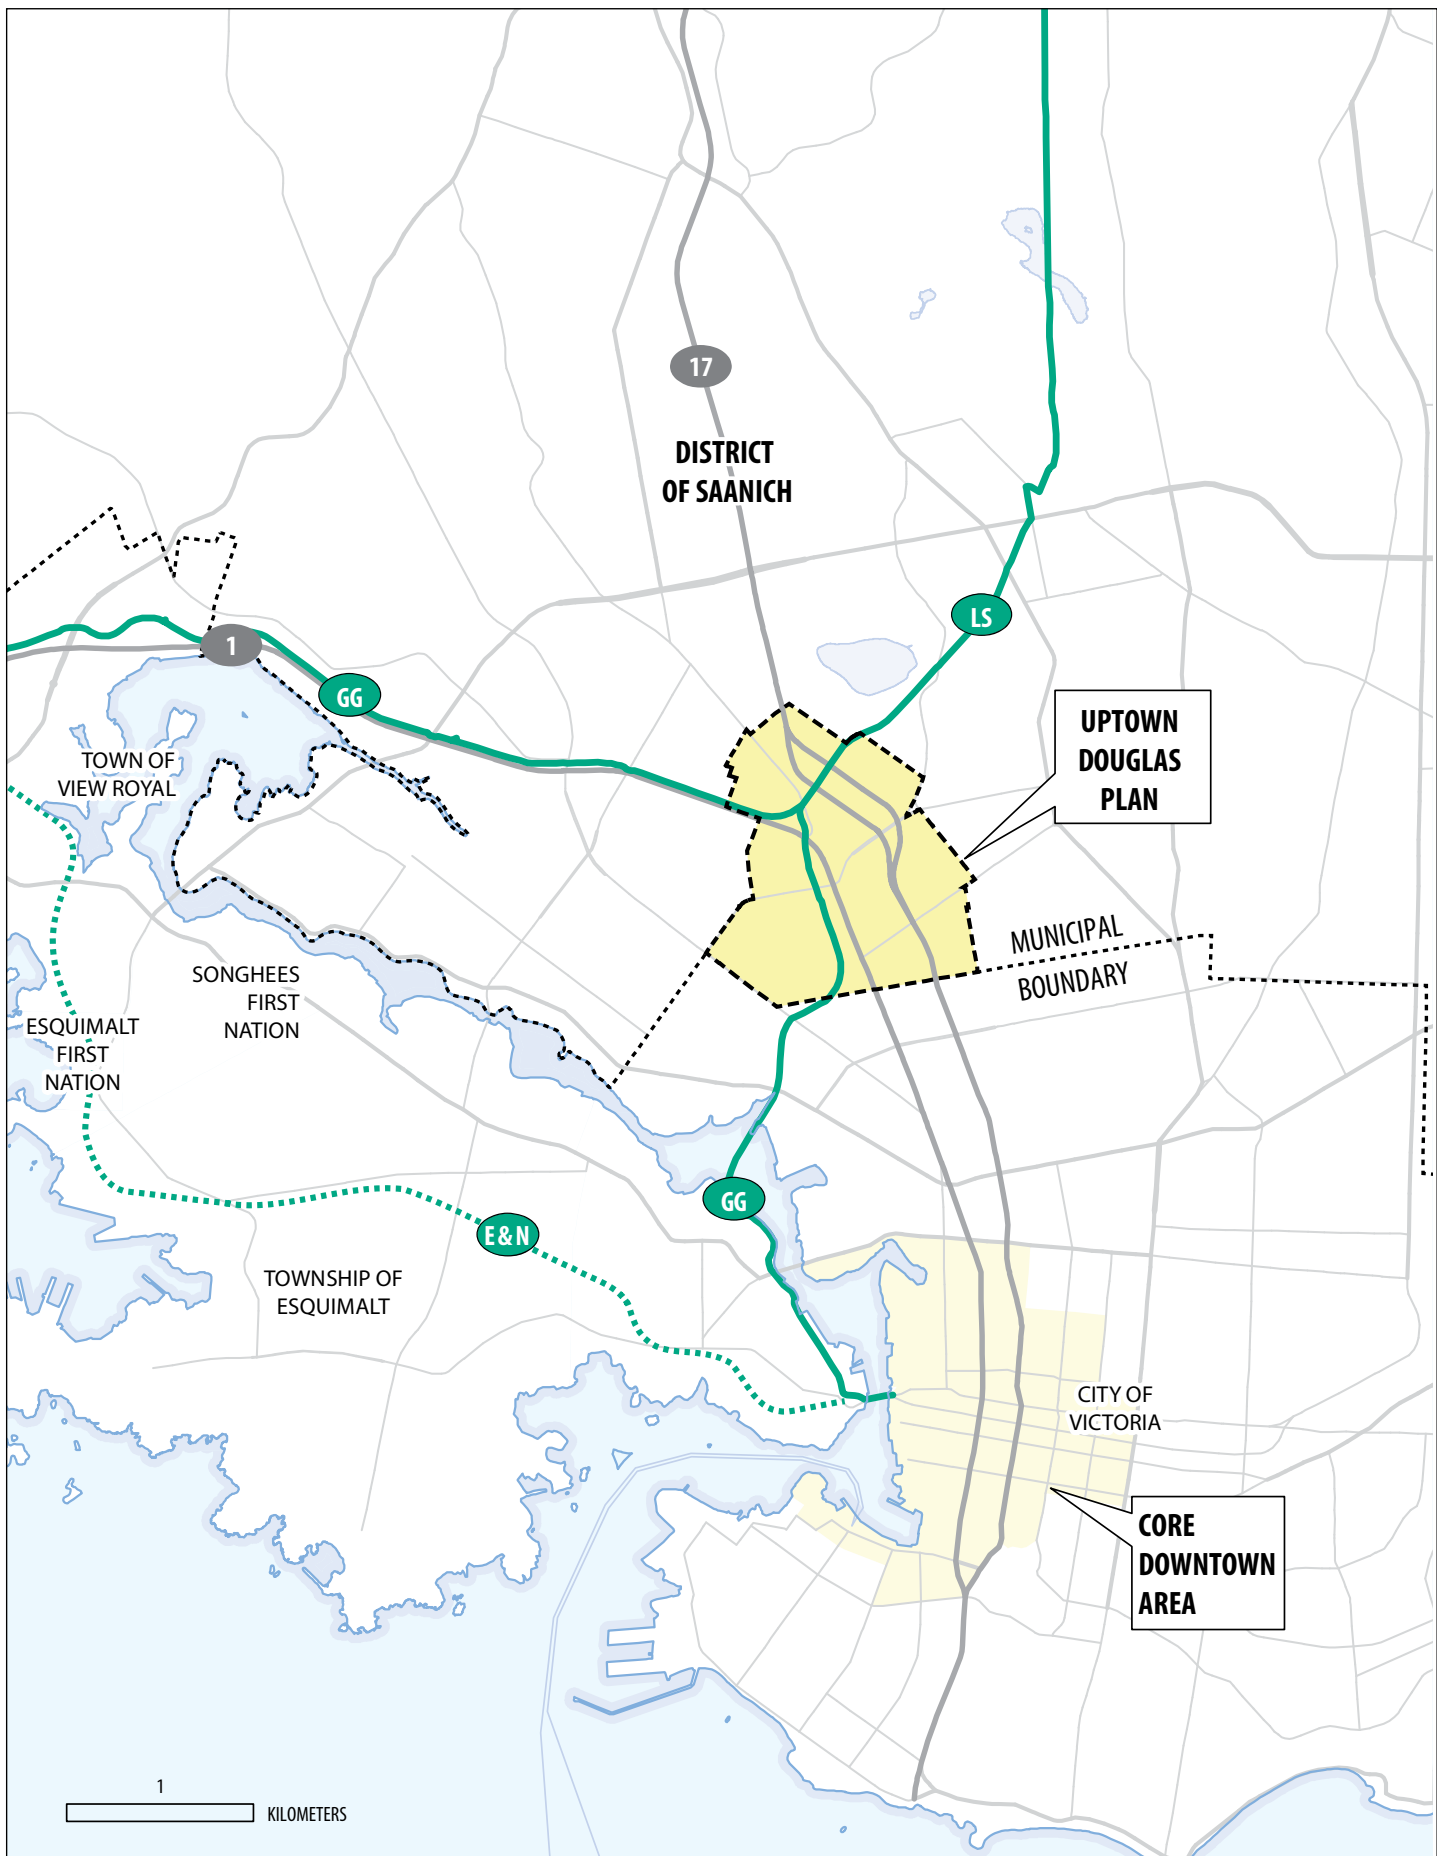 17
DISTRICT
OF SAANICH
LS
1
GG
UPTOWN
DOUGLAS
PLAN
TOWN OF
VIEW ROYAL
MUNICIPAL
BOUNDARY
SONGHEES
FIRST
NATION
ESQUIMALT
FIRST
NATION
GG
E&N
TOWNSHIP OF
ESQUIMALT
CITY OF
VICTORIA
CORE
DOWNTOWN
AREA
1
KILOMETERS